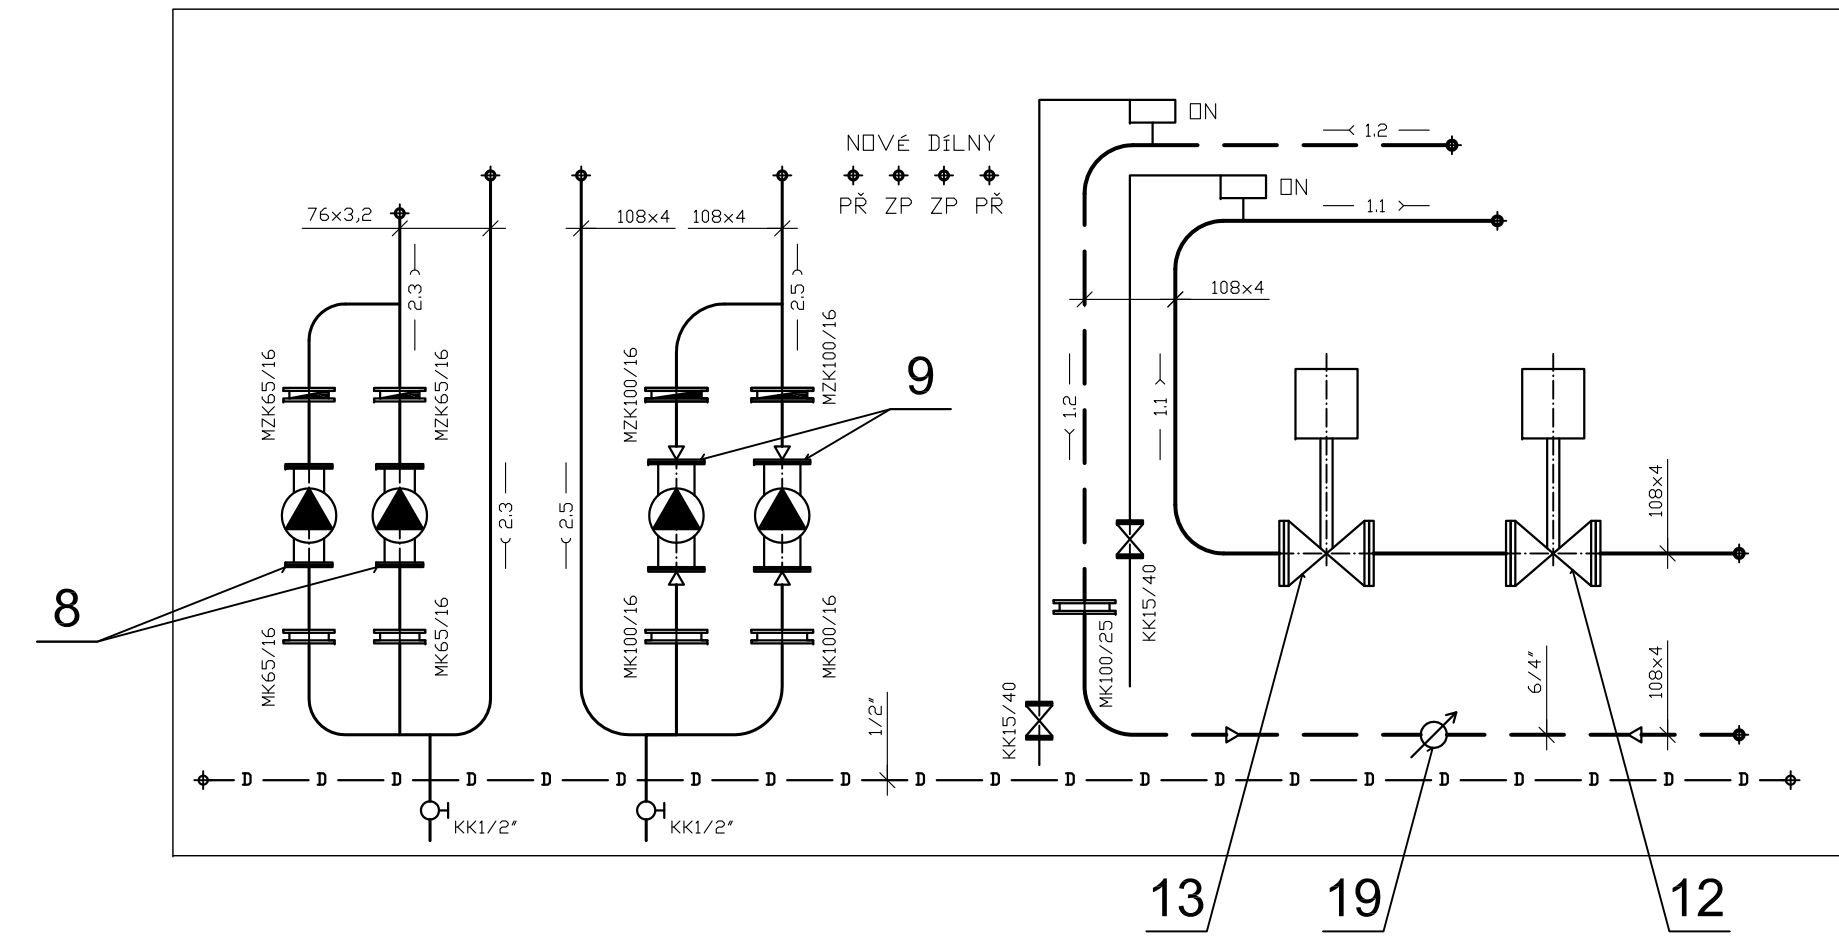 ON
1.2
NOVÉ DÍLNY
PŘ ZP ZP PŘ
ON
1.1
76x3,2
108x4
108x4
2.3
2.5
108x4
MZK65/16
MZK65/16
MZK100/16
MZK100/16
9
1.2
1.1
2.3
2.5
108x4
8
MK65/16
MK65/16
MK100/16
MK100/16
KK15/40
MK100/25
KK15/40
1/2"
6/4"
108x4
D D D D D D D D D D D D D D D D D D D D D
KK1/2"
KK1/2"
13
19
12